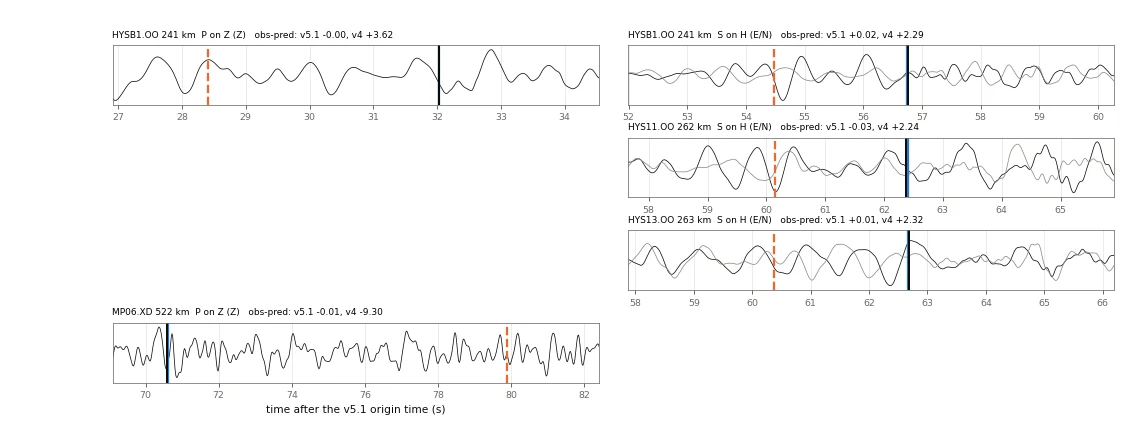 HYSB1.OO 241 km  P on Z (Z)   obs-pred: v5.1 -0.00, v4 +3.62
27 28 29 30 31 32 33 34
HYSB1.OO 241 km  S on H (E/N)   obs-pred: v5.1 +0.02, v4 +2.29
52 53 54 55 56 57 58 59 60
HYS11.OO 262 km  S on H (E/N)   obs-pred: v5.1 -0.03, v4 +2.24
58 59 60 61 62 63 64 65
HYS13.OO 263 km  S on H (E/N)   obs-pred: v5.1 +0.01, v4 +2.32
58 59 60 61 62 63 64 65 66
MP06.XD 522 km  P on Z (Z)   obs-pred: v5.1 -0.01, v4 -9.30
70 72 74 76 78 80 82
time after the v5.1 origin time (s)